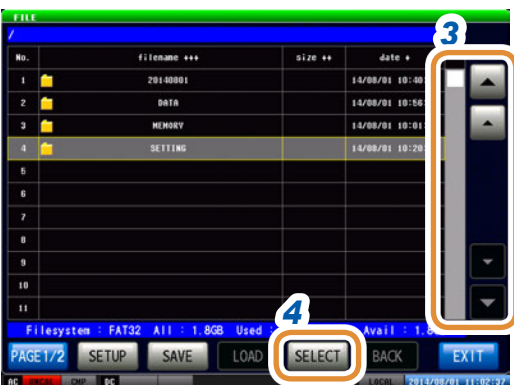 FILE
/
3
No. filename +++ size ++ date +
1 20140801 14/08/01 10:40
2 DATA 14/08/01 10:56
3 MEMORY 14/08/01 10:01
4 SETTING 14/08/01 10:20
5
6
7
8
9
10
11
4
Filesystem : FAT32 All : 1.8GB Used : Avail : 1.8
PAGE 1/2 SETUP SAVE LOAD SELECT BACK EXIT
AC CMP DC LOCAL 2014/08/01 11:02:37